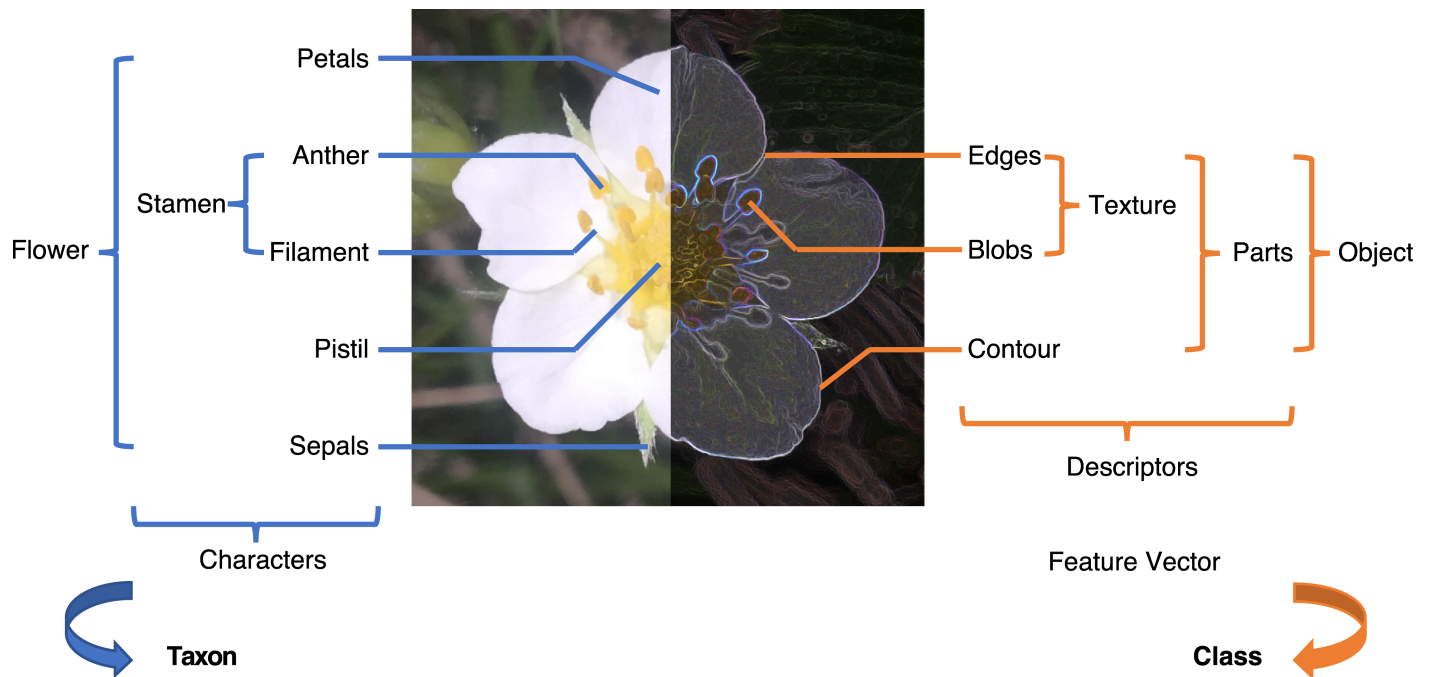 Petals
Anther
Stamen
Filament
Flower
Pistil
Sepals
Characters
Taxon
Edges
Texture
Blobs
Parts
Object
Contour
Descriptors
Feature Vector
Class